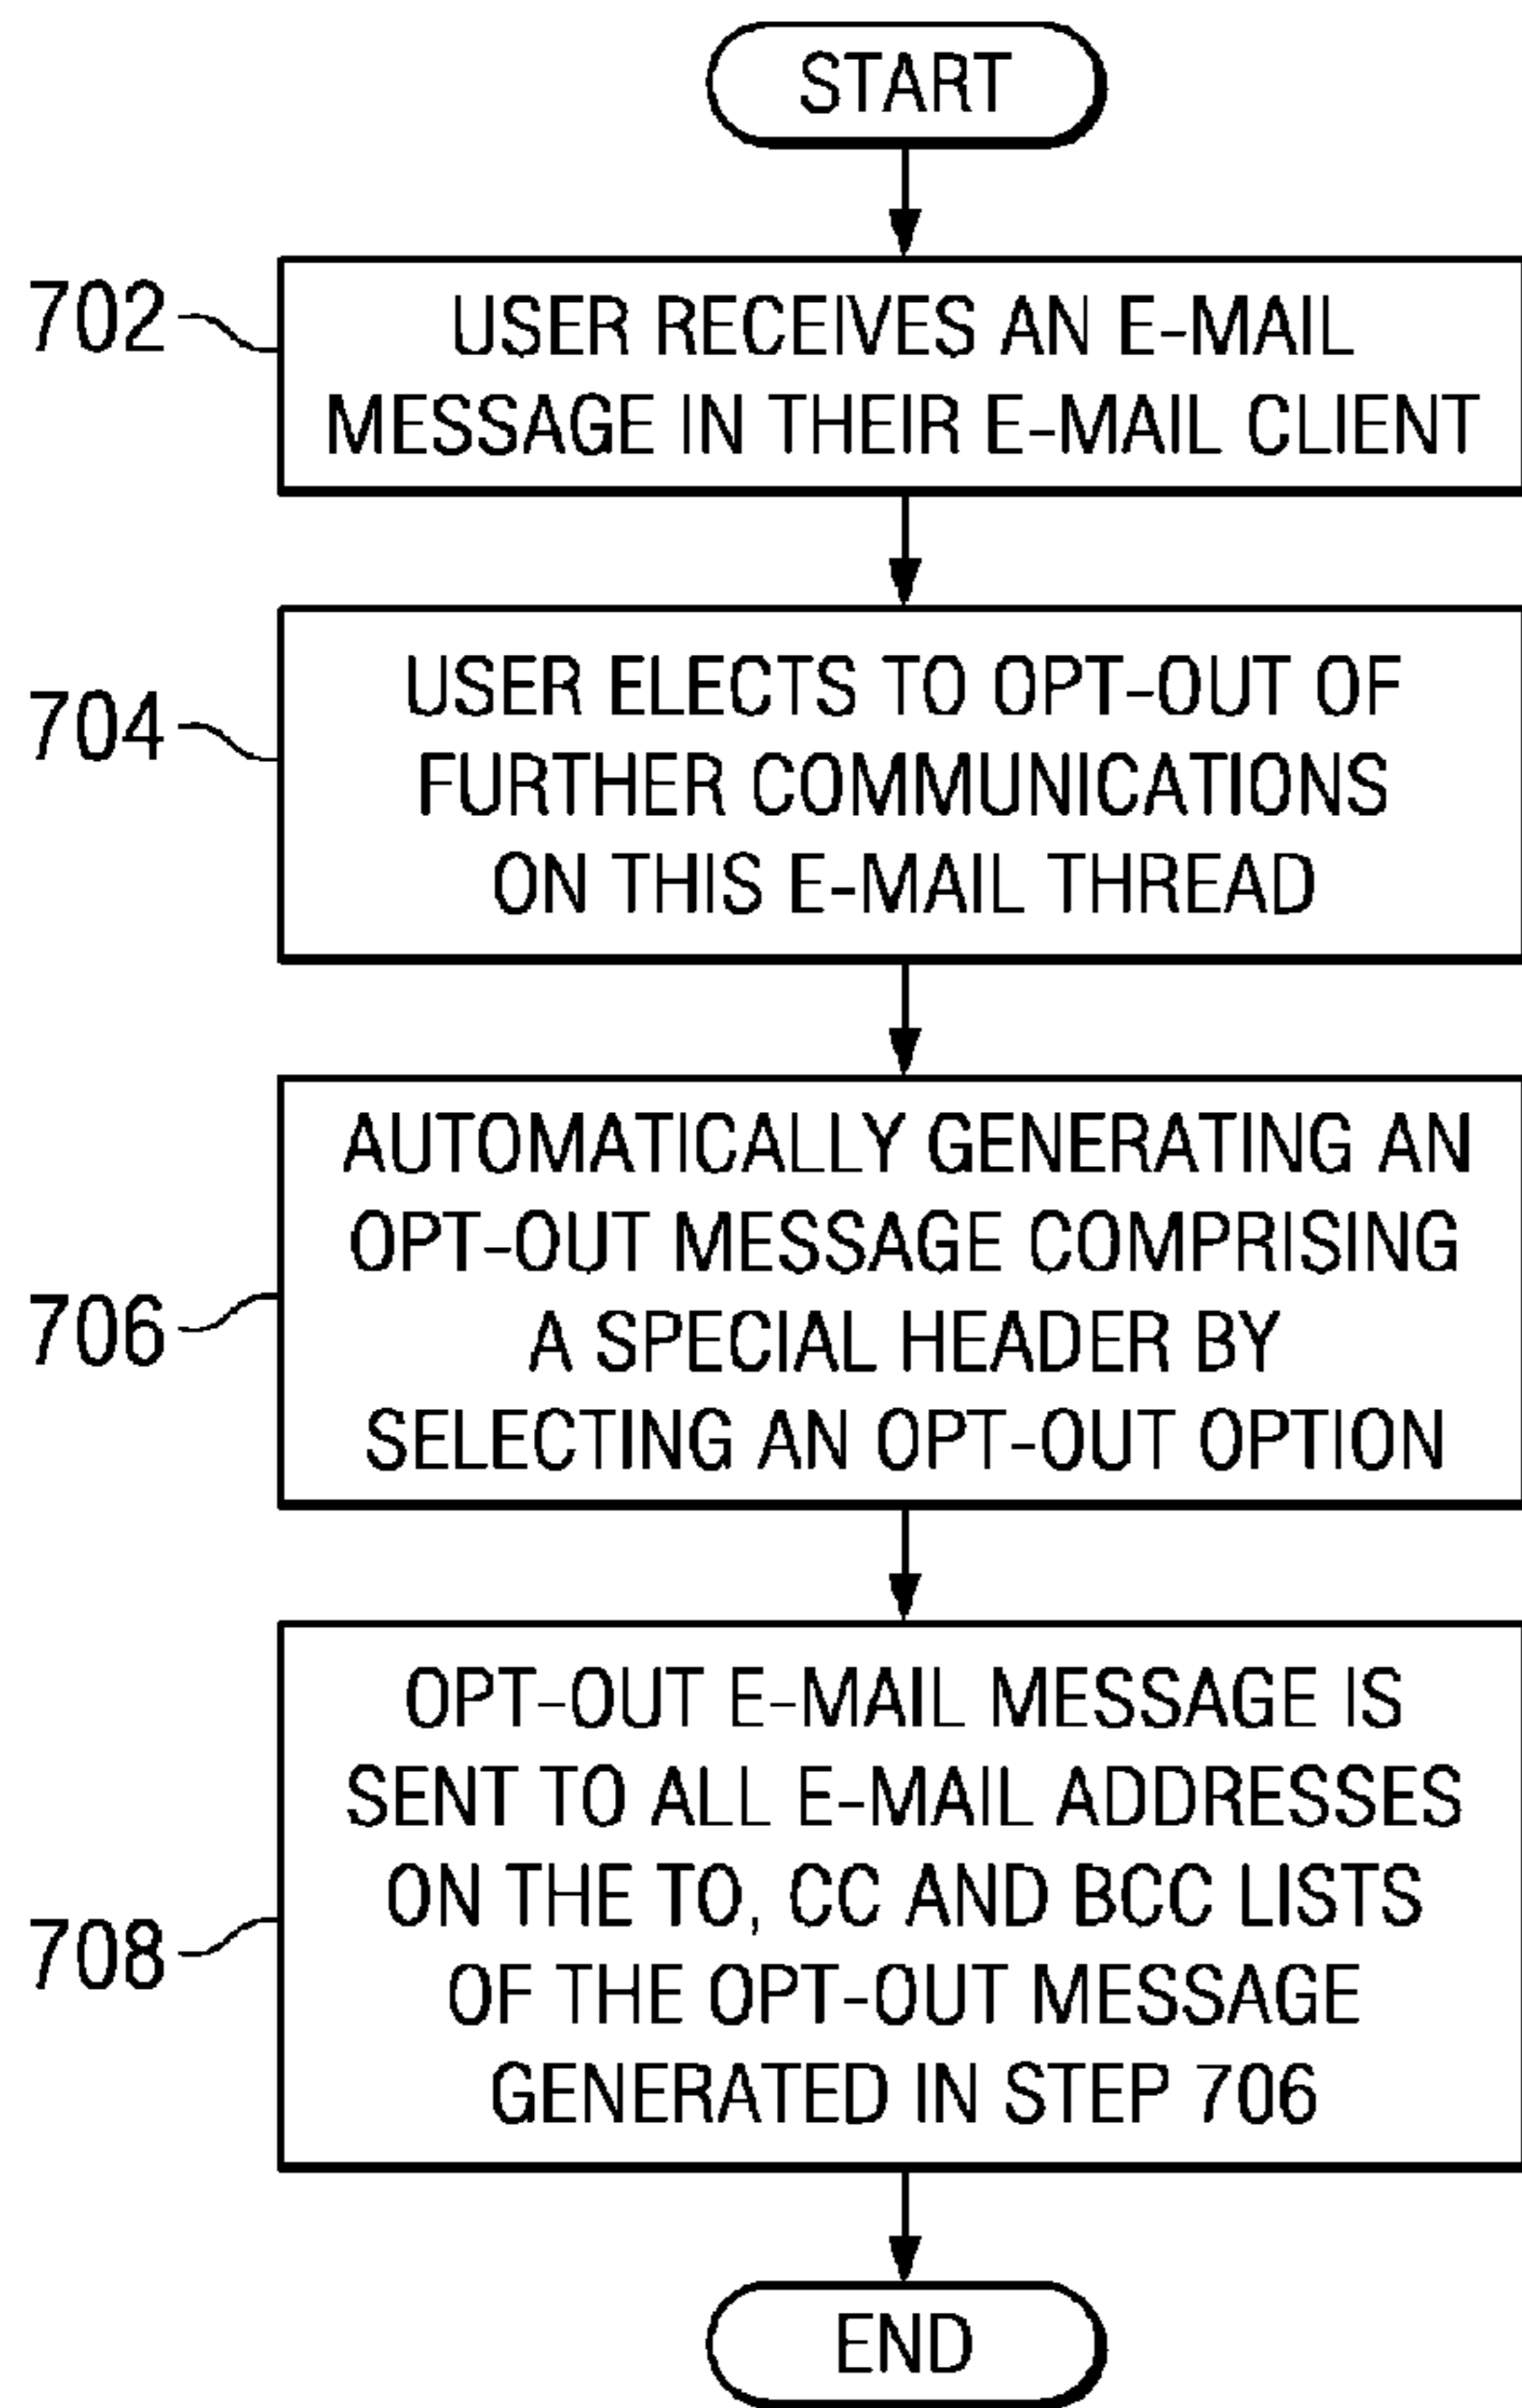 START
702
USER RECEIVES AN E-MAIL
MESSAGE IN THEIR E-MAIL CLIENT
704
USER ELECTS TO OPT-OUT OF
FURTHER COMMUNICATIONS
ON THIS E-MAIL THREAD
706
AUTOMATICALLY GENERATING AN
OPT-OUT MESSAGE COMPRISING
A SPECIAL HEADER BY
SELECTING AN OPT-OUT OPTION
708
OPT-OUT E-MAIL MESSAGE IS
SENT TO ALL E-MAIL ADDRESSES
ON THE TO, CC AND BCC LISTS
OF THE OPT-OUT MESSAGE
GENERATED IN STEP 706
END